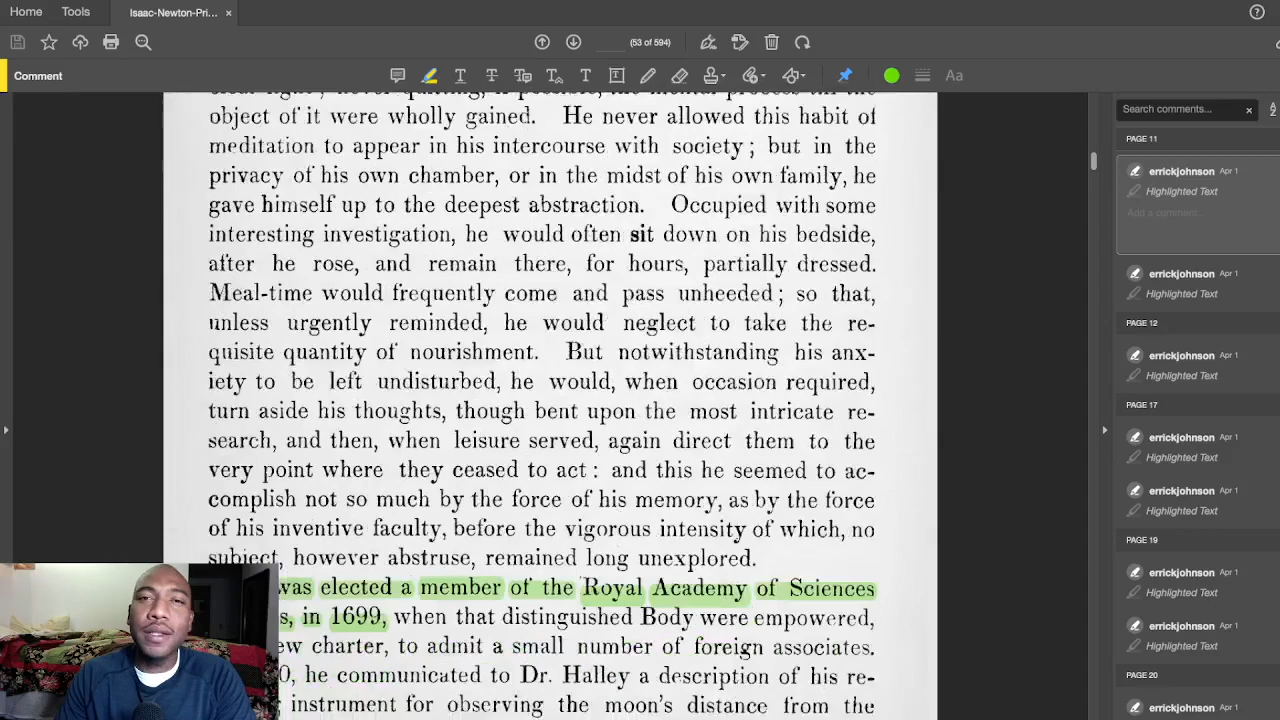 Home Tools Isaac-Newton-Pri... ×
(53 of 594)
Comment
Aa
object of it were wholly gained. He never allowed this habit of
meditation to appear in his intercourse with society ; but in the
privacy of his own chamber, or in the midst of his own family, he
gave himself up to the deepest abstraction. Occupied with some
interesting investigation, he would often sit down on his bedside,
after he rose, and remain there, for hours, partially dressed.
Meal-time would frequently come and pass unheeded ; so that,
unless urgently reminded, he would neglect to take the re-
quisite quantity of nourishment. But notwithstanding his anx-
iety to be left undisturbed, he would, when occasion required,
turn aside his thoughts, though bent upon the most intricate re-
search, and then, when leisure served, again direct them to the
very point where they ceased to act : and this he seemed to ac-
complish not so much by the force of his memory, as by the force
of his inventive faculty, before the vigorous intensity of which, no
subject, however abstruse, remained long unexplored.
was elected a member of the Royal Academy of Sciences
in 1699, when that distinguished Body were empowered,
charter, to admit a small number of foreign associates.
he communicated to Dr. Halley a description of his re-
instrument for observing the moon's distance from the
Search comments... ×
PAGE 11
errickjohnson Apr 1
Highlighted Text
Add a comment...
errickjohnson Apr 1
Highlighted Text
PAGE 12
errickjohnson Apr 1
Highlighted Text
PAGE 17
errickjohnson Apr 1
Highlighted Text
errickjohnson Apr 1
Highlighted Text
PAGE 19
errickjohnson Apr 1
Highlighted Text
errickjohnson Apr 1
Highlighted Text
PAGE 20
errickjohnson Apr 1